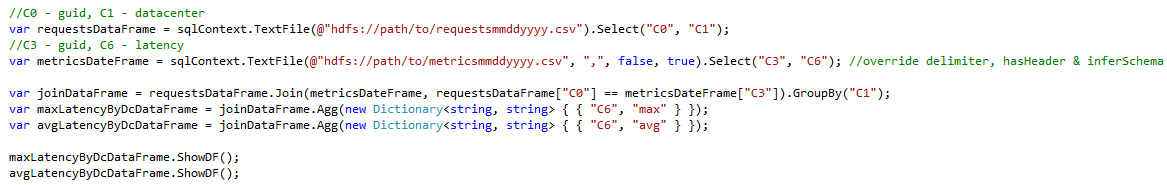 //C0 - guid, C1 - datacenter
var requestsDataFrame = sqlContext.TextFile(@"hdfs://path/to/requestsmmddyyyy.csv").Select("C0", "C1");
//C3 - guid, C6 - latency
var metricsDateFrame = sqlContext.TextFile(@"hdfs://path/to/metricsmmddyyyy.csv", ",", false, true).Select("C3", "C6"); //override delimiter, hasHeader & inferSchema
var joinDataFrame = requestsDataFrame.Join(metricsDateFrame, requestsDataFrame["C0"] == metricsDateFrame["C3"]).GroupBy("C1");
var maxLatencyByDcDataFrame = joinDataFrame.Agg(new Dictionary<string, string> { { "C6", "max" } });
var avgLatencyByDcDataFrame = joinDataFrame.Agg(new Dictionary<string, string> { { "C6", "avg" } });
maxLatencyByDcDataFrame.ShowDF();
avgLatencyByDcDataFrame.ShowDF();